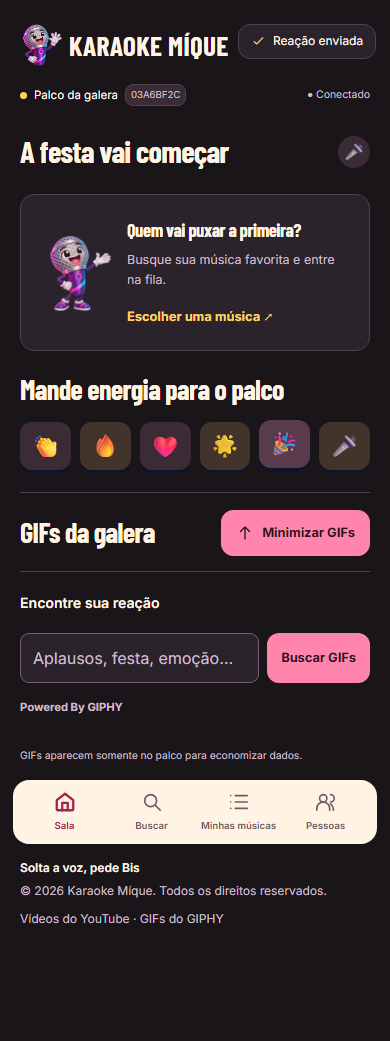 KARAOKE MÍQUE
Reação enviada
Palco da galera
03A6BF2C
Conectado
A festa vai começar
Quem vai puxar a primeira?
Busque sua música favorita e entre
na fila.
Escolher uma música ↗
Mande energia para o palco
GIFs da galera
↑ Minimizar GIFs
Encontre sua reação
Aplausos, festa, emoção...
Buscar GIFs
Powered By GIPHY
GIFs aparecem somente no palco para economizar dados.
Sala
Buscar
Minhas músicas
Pessoas
Solta a voz, pede Bis
© 2026 Karaoke Míque. Todos os direitos reservados.
Vídeos do YouTube · GIFs do GIPHY